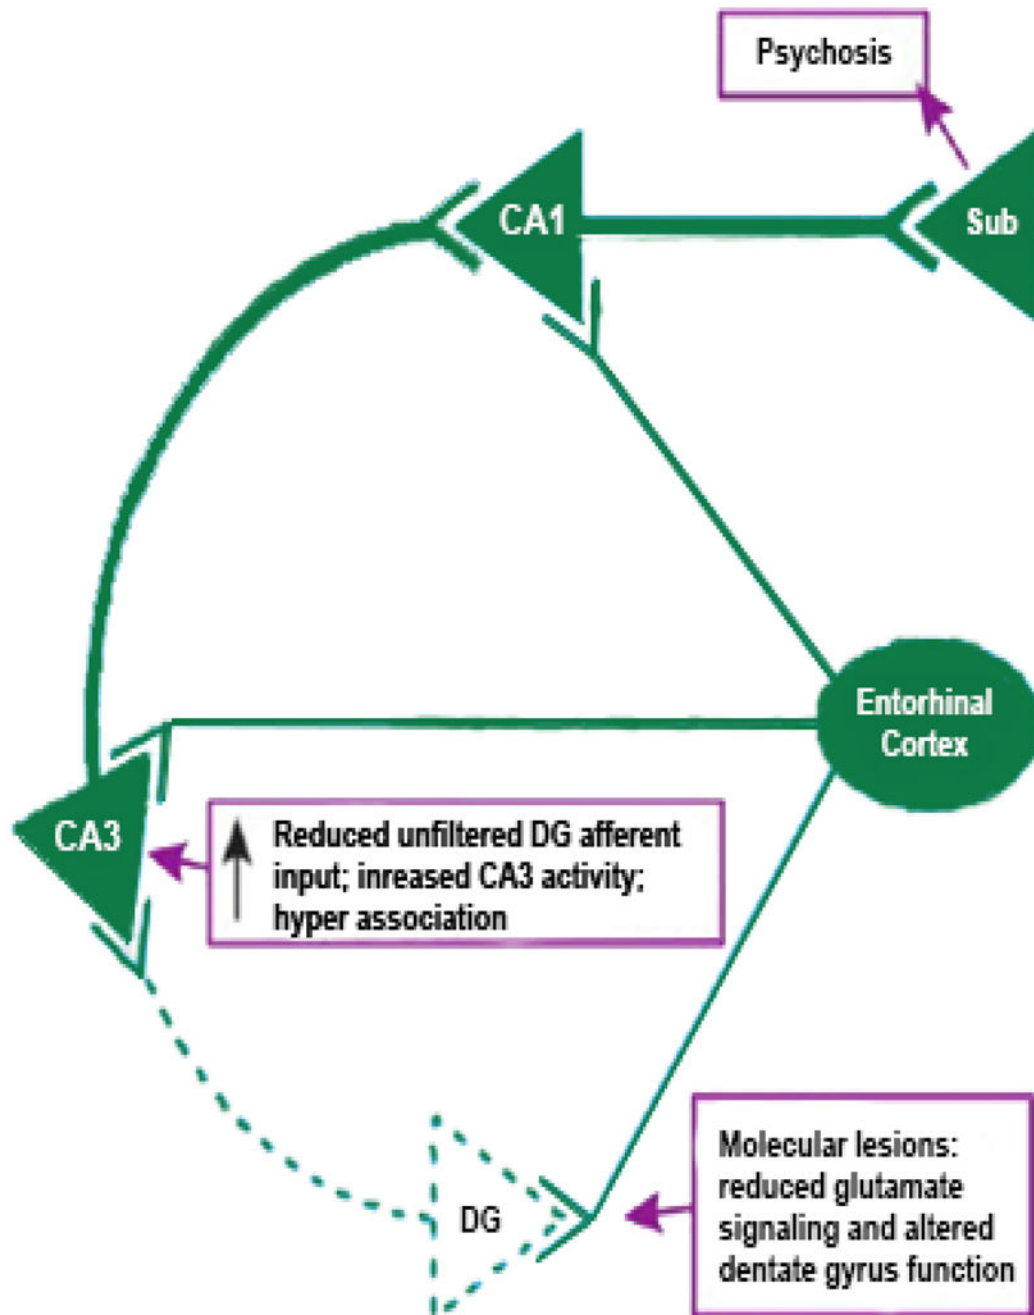 Psychosis
CA1
Sub
Entorhinal
Cortex
CA3
Reduced unfiltered DG afferent
input; inreased CA3 activity;
hyper association
DG
Molecular lesions:
reduced glutamate
signaling and altered
dentate gyrus function